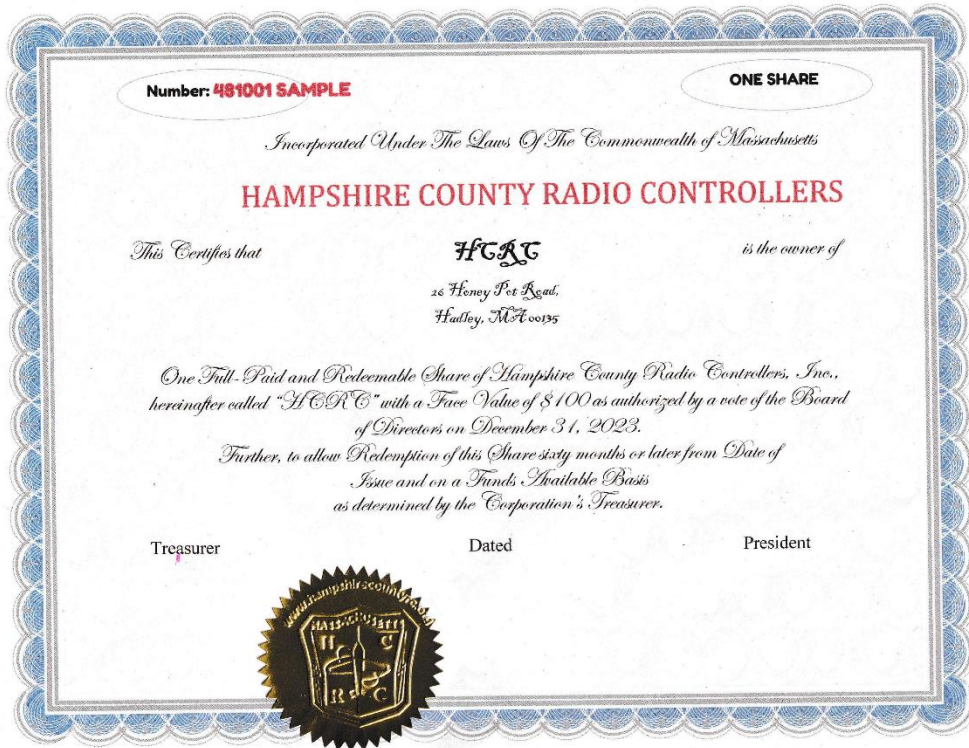 Number: 481001 SAMPLE
ONE SHARE
Incorporated Under The Laws Of The Commonwealth of Massachusetts
HAMPSHIRE COUNTY RADIO CONTROLLERS
This Certifies that HCRC is the owner of
26 Honey Pot Road,
Hadley, MA 00135
One Full-Paid and Redeemable Share of Hampshire County Radio Controllers, Inc.,
hereinafter called "HCRC" with a Face Value of $100 as authorized by a vote of the Board
of Directors on December 31, 2023.
Further, to allow Redemption of this Share sixty months or later from Date of
Issue and on a Funds Available Basis
as determined by the Corporation's Treasurer.
Treasurer Dated President
MASSACHUSETT
H C
R C